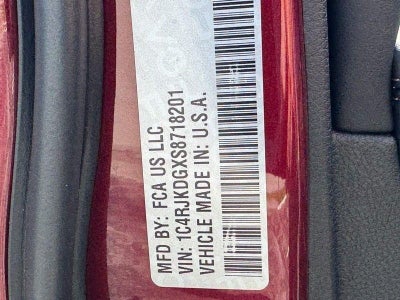 MFD BY: FCA US LLC
VIN: 1C4RJKDGXS8718201
VEHICLE MADE IN: U.S.A.